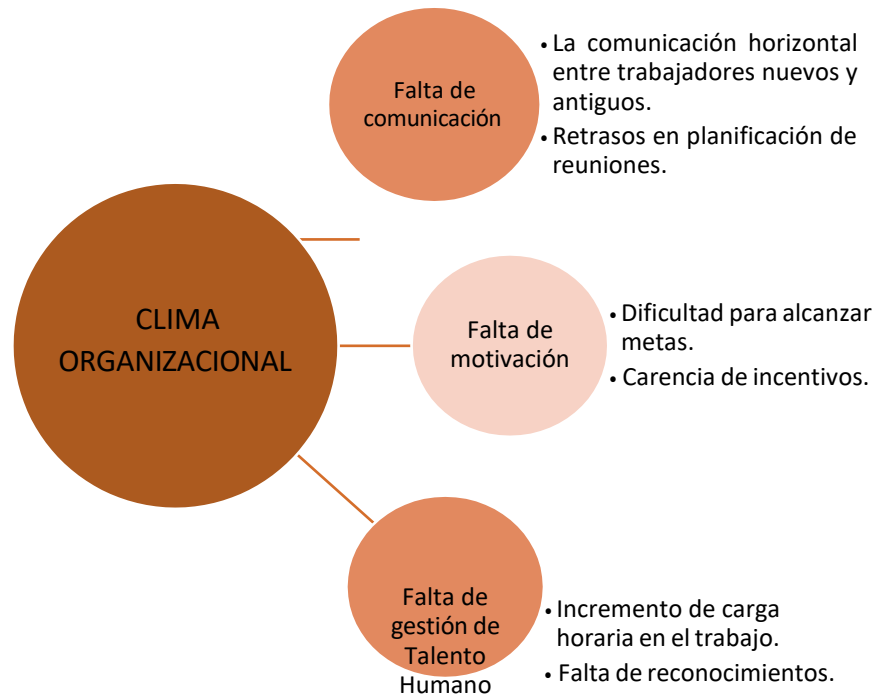 Falta de
comunicación
• La comunicación horizontal
entre trabajadores nuevos y
antiguos.
• Retrasos en planificación de
reuniones.
CLIMA
ORGANIZACIONAL
Falta de
motivación
• Dificultad para alcanzar
metas.
• Carencia de incentivos.
Falta de
gestión de
Talento
Humano
• Incremento de carga
horaria en el trabajo.
• Falta de reconocimientos.